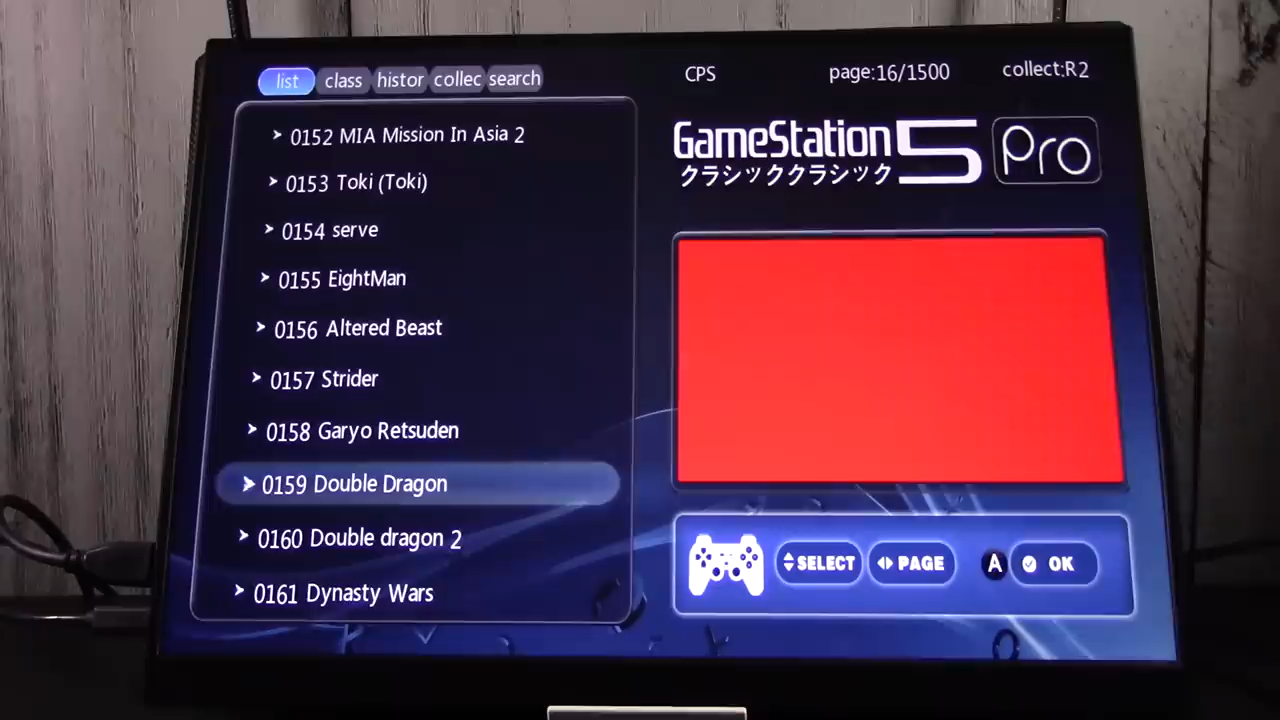 list class histor collec search
CPS page:16/1500 collect:R2
GameStation 5 Pro
クラシッククラシック
0152 MIA Mission In Asia 2
0153 Toki (Toki)
0154 serve
0155 EightMan
0156 Altered Beast
0157 Strider
0158 Garyo Retsuden
0159 Double Dragon
0160 Double dragon 2
0161 Dynasty Wars
SELECT PAGE A OK